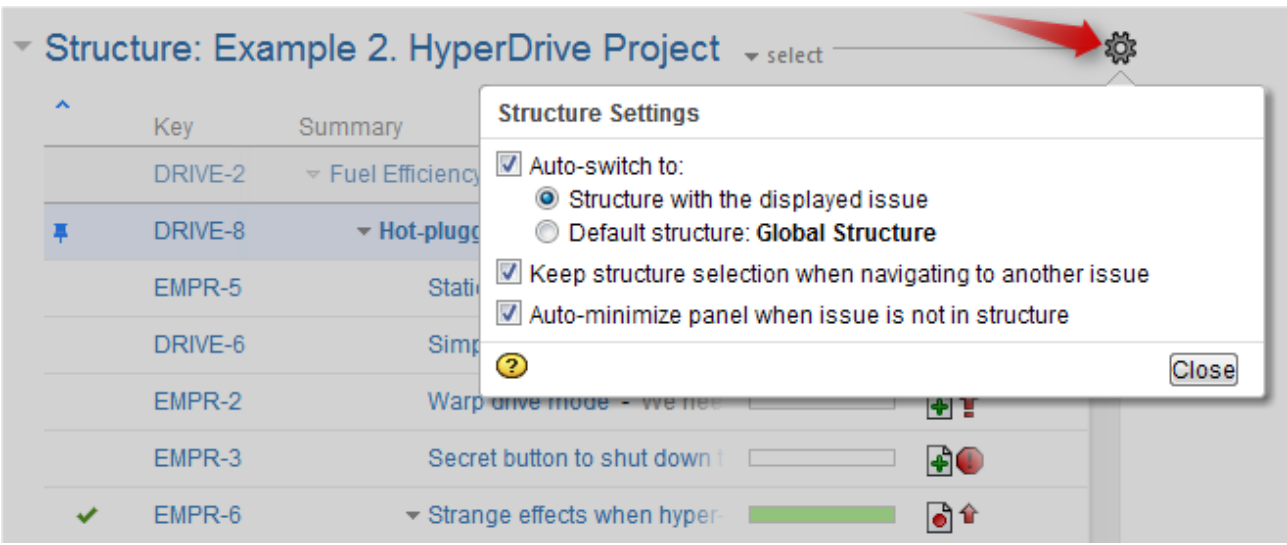 Structure: Example 2. HyperDrive Project select
Key Summary
Structure Settings
DRIVE-2 Fuel Efficiency
Auto-switch to:
Structure with the displayed issue
DRIVE-8 Hot-plugg
Default structure: Global Structure
Keep structure selection when navigating to another issue
EMPR-5 Stati
Auto-minimize panel when issue is not in structure
DRIVE-6 Simp
? Close
EMPR-2 Warp drive mode - We nee
EMPR-3 Secret button to shut down t
EMPR-6 Strange effects when hyper-